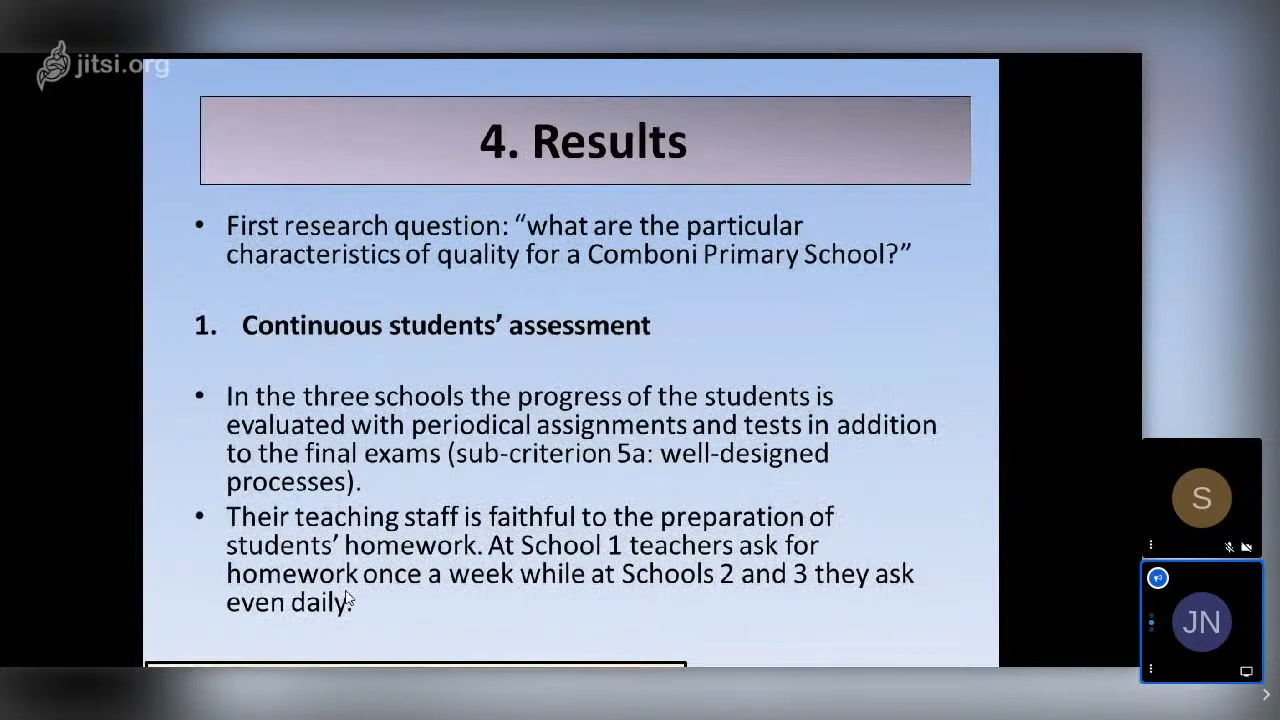 jitsi.org
4. Results
• First research question: “what are the particular
characteristics of quality for a Comboni Primary School?”
1. Continuous students’ assessment
• In the three schools the progress of the students is
evaluated with periodical assignments and tests in addition
to the final exams (sub-criterion 5a: well-designed
processes).
• Their teaching staff is faithful to the preparation of
students’ homework. At School 1 teachers ask for
homework once a week while at Schools 2 and 3 they ask
even daily.
S
JN